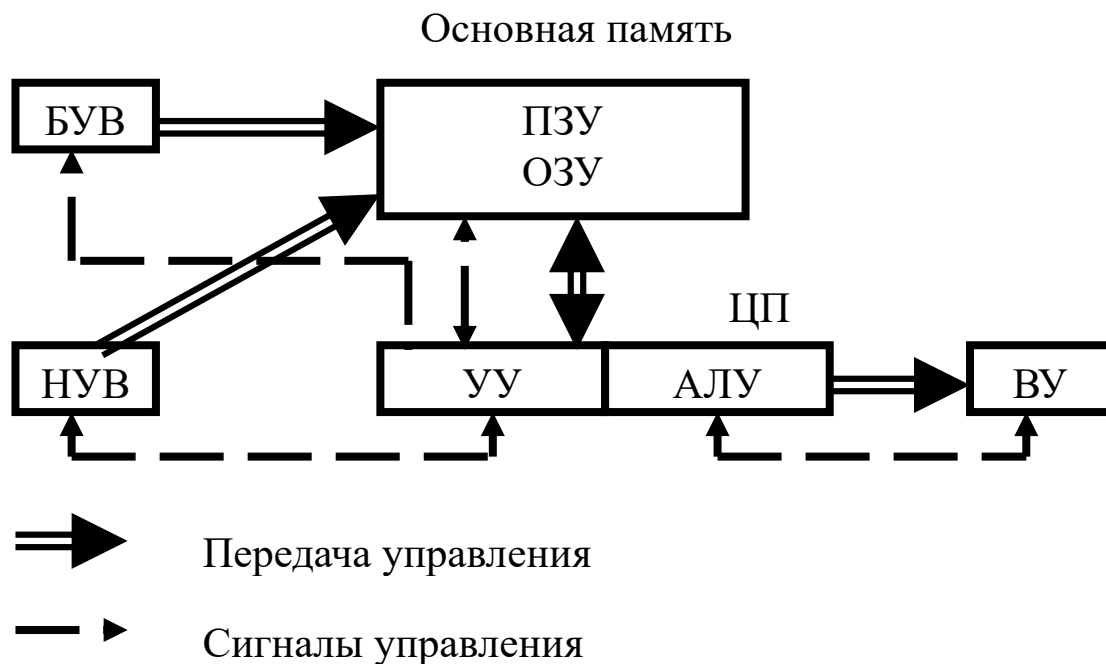 Основная память
БУВ
ПЗУ
ОЗУ
ЦП
НУВ
УУ
АЛУ
ВУ
Передача управления
Сигналы управления